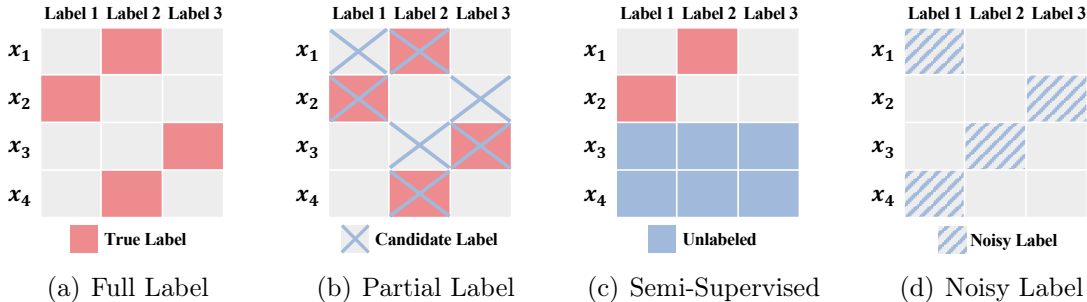 Label 1 Label 2 Label 3
x1
x2
x3
x4
True Label
(a) Full Label
Label 1 Label 2 Label 3
x1
x2
x3
x4
Candidate Label
(b) Partial Label
Label 1 Label 2 Label 3
x1
x2
x3
x4
Unlabeled
(c) Semi-Supervised
Label 1 Label 2 Label 3
x1
x2
x3
x4
Noisy Label
(d) Noisy Label